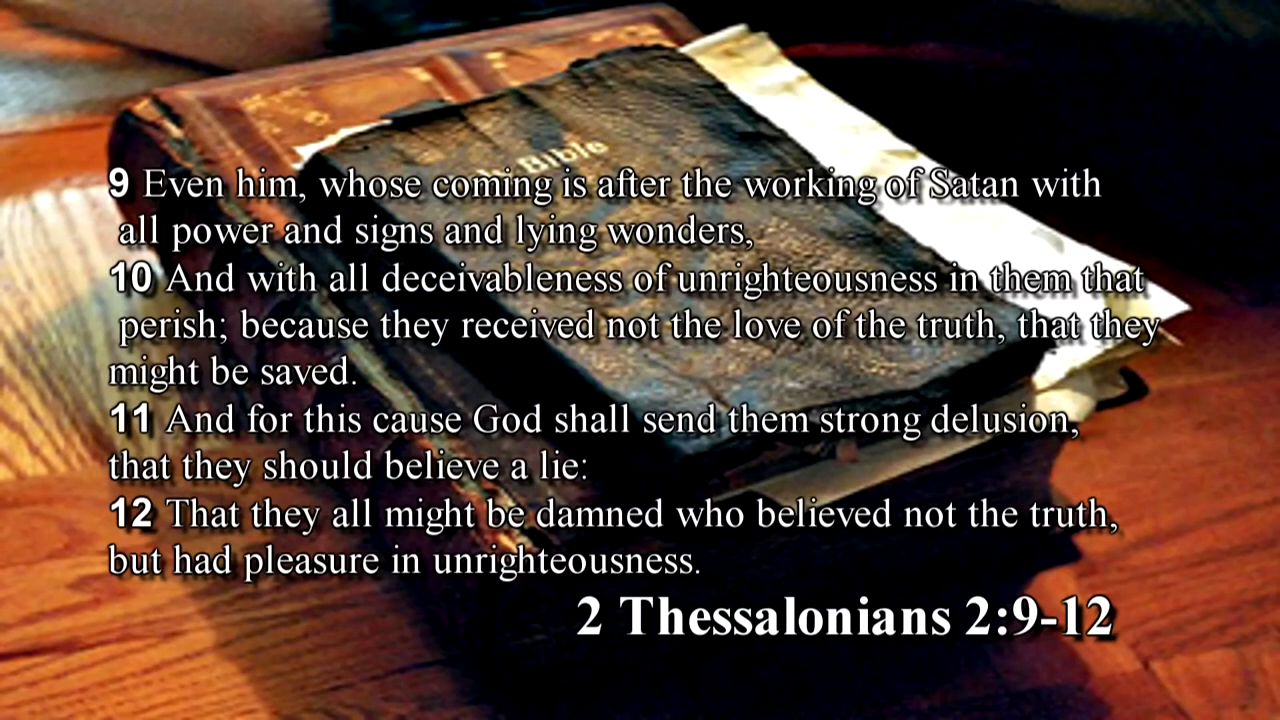 Bible
9 Even him, whose coming is after the working of Satan with
all power and signs and lying wonders,
10 And with all deceivableness of unrighteousness in them that
perish; because they received not the love of the truth, that they
might be saved.
11 And for this cause God shall send them strong delusion,
that they should believe a lie:
12 That they all might be damned who believed not the truth,
but had pleasure in unrighteousness.
2 Thessalonians 2:9-12